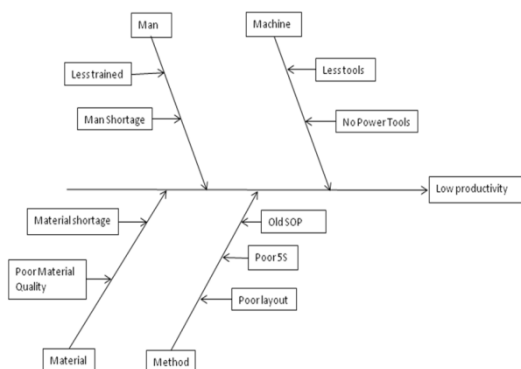 Man
Machine
Less trained
Less tools
Man Shortage
No Power Tools
Low productivity
Material shortage
Old SOP
Poor Material
Quality
Poor 5S
Poor layout
Material
Method